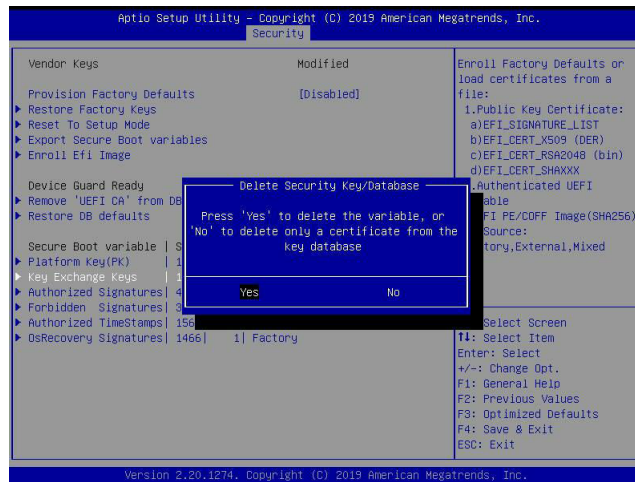 Aptio Setup Utility – Copyright (C) 2019 American Megatrends, Inc.
Security
Vendor Keys Modified
Provision Factory Defaults [Disabled]
Restore Factory Keys
Reset To Setup Mode
Export Secure Boot variables
Enroll Efi Image
Device Guard Ready
Remove 'UEFI CA' from DB
Restore DB defaults
Secure Boot variable | S
Platform Key(PK) | 1
Key Exchange Keys | 1
Authorized Signatures| 4
Forbidden Signatures| 3
Authorized TimeStamps| 156
OsRecovery Signatures| 1466| 1| Factory
Delete Security Key/Database
Press 'Yes' to delete the variable, or
'No' to delete only a certificate from the
key database
Yes No
Enroll Factory Defaults or
load certificates from a
file:
1.Public Key Certificate:
a)EFI_SIGNATURE_LIST
b)EFI_CERT_X509 (DER)
c)EFI_CERT_RSA2048 (bin)
d)EFI_CERT_SHAXXX
.Authenticated UEFI
able
FI PE/COFF Image(SHA256)
Source:
tory,External,Mixed
Select Screen
↑↓: Select Item
Enter: Select
+/-: Change Opt.
F1: General Help
F2: Previous Values
F3: Optimized Defaults
F4: Save & Exit
ESC: Exit
Version 2.20.1274. Copyright (C) 2019 American Megatrends, Inc.